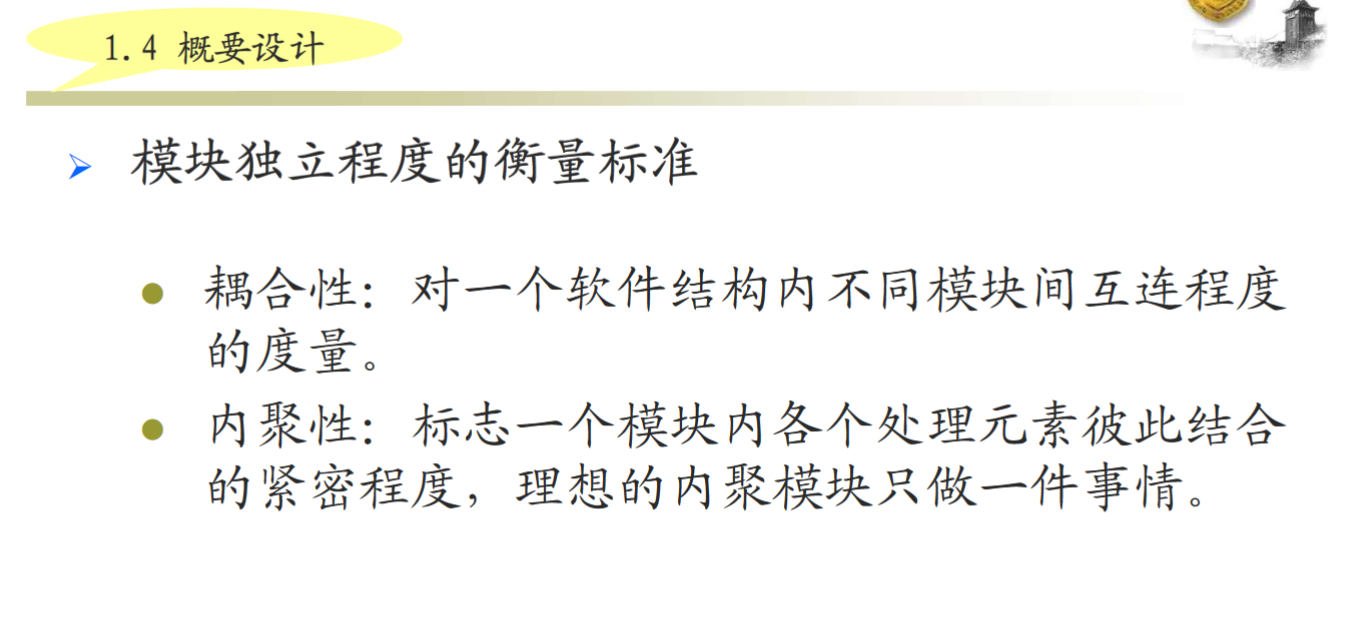 1.4 概要设计
模块独立程度的衡量标准
耦合性：对一个软件结构内不同模块间互连程度
的度量。
内聚性：标志一个模块内各个处理元素彼此结合
的紧密程度，理想的内聚模块只做一件事情。